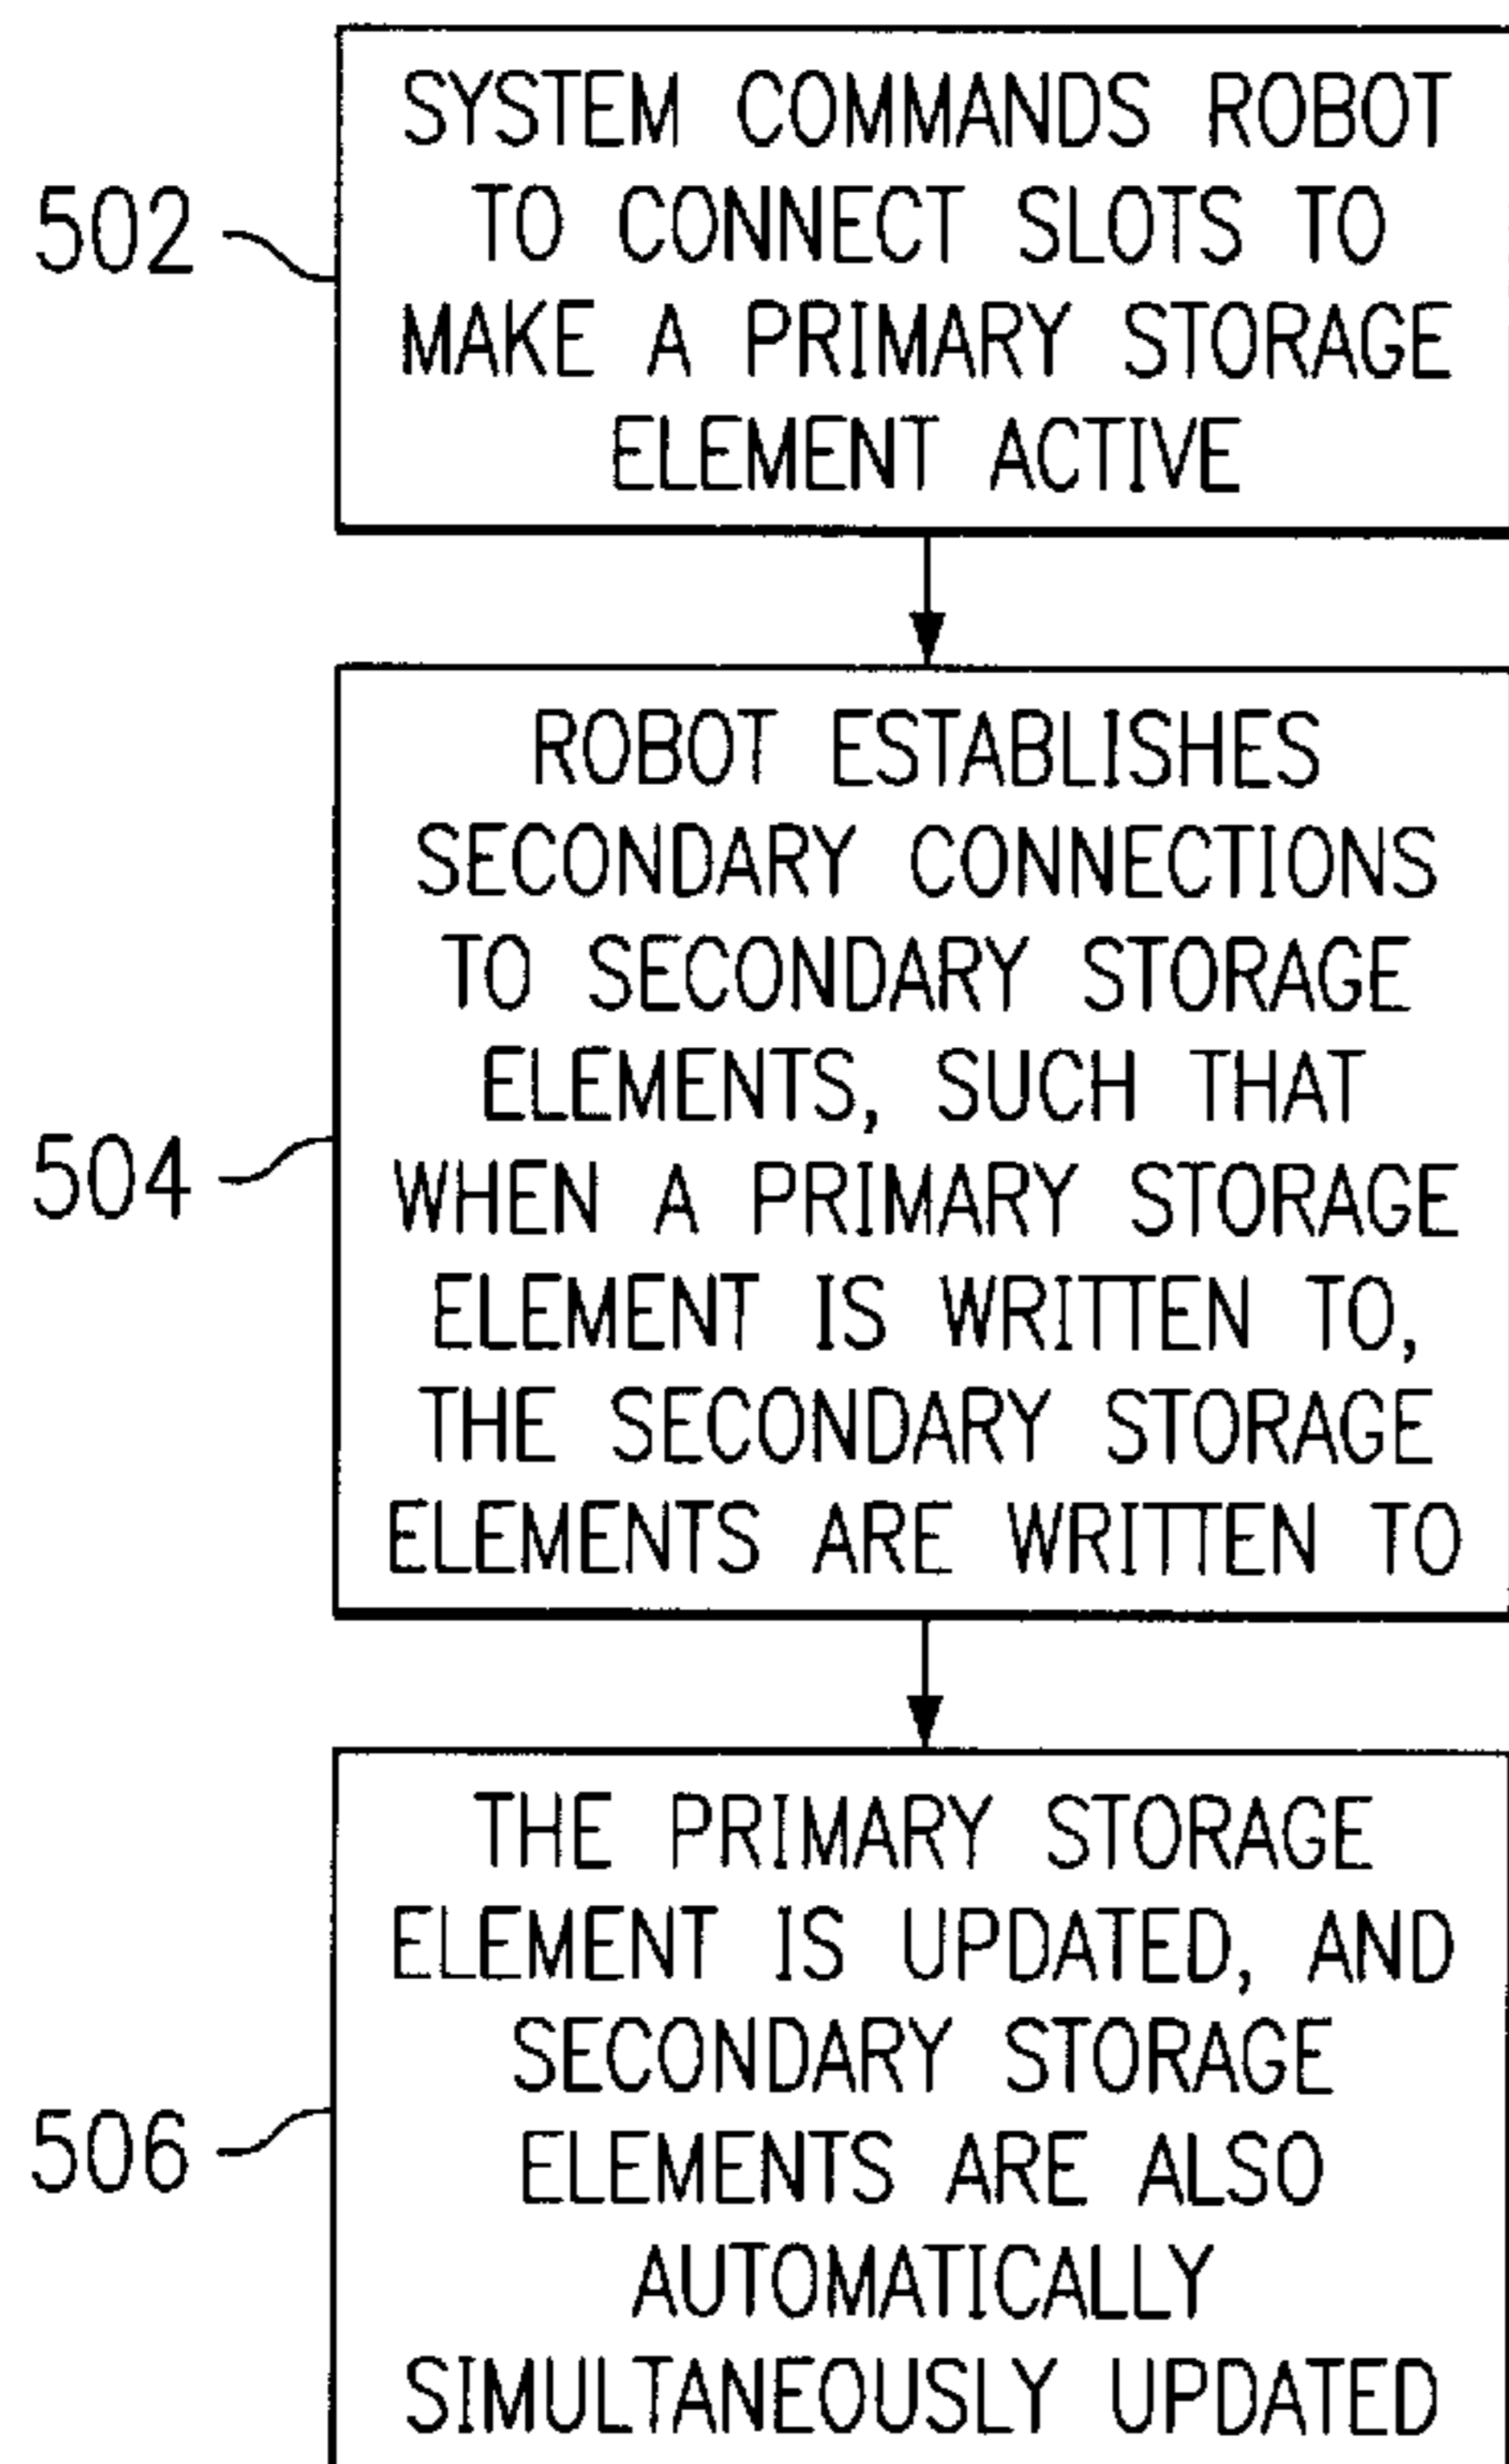 502
SYSTEM COMMANDS ROBOT
TO CONNECT SLOTS TO
MAKE A PRIMARY STORAGE
ELEMENT ACTIVE
504
ROBOT ESTABLISHES
SECONDARY CONNECTIONS
TO SECONDARY STORAGE
ELEMENTS, SUCH THAT
WHEN A PRIMARY STORAGE
ELEMENT IS WRITTEN TO,
THE SECONDARY STORAGE
ELEMENTS ARE WRITTEN TO
506
THE PRIMARY STORAGE
ELEMENT IS UPDATED, AND
SECONDARY STORAGE
ELEMENTS ARE ALSO
AUTOMATICALLY
SIMULTANEOUSLY UPDATED